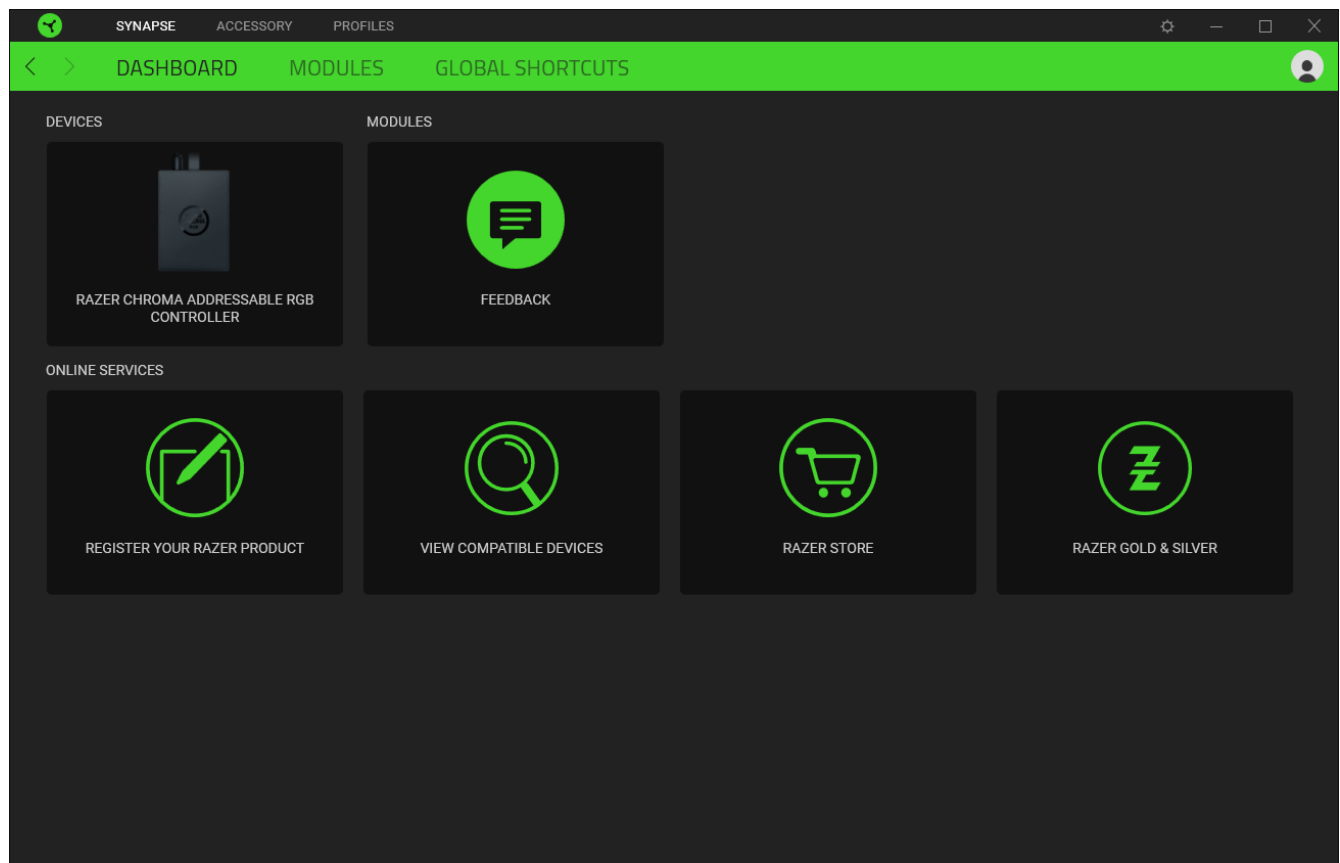 SYNAPSE ACCESSORY PROFILES
DASHBOARD MODULES GLOBAL SHORTCUTS
DEVICES MODULES
RAZER CHROMA ADDRESSABLE RGB
CONTROLLER
FEEDBACK
ONLINE SERVICES
REGISTER YOUR RAZER PRODUCT
VIEW COMPATIBLE DEVICES
RAZER STORE
RAZER GOLD & SILVER